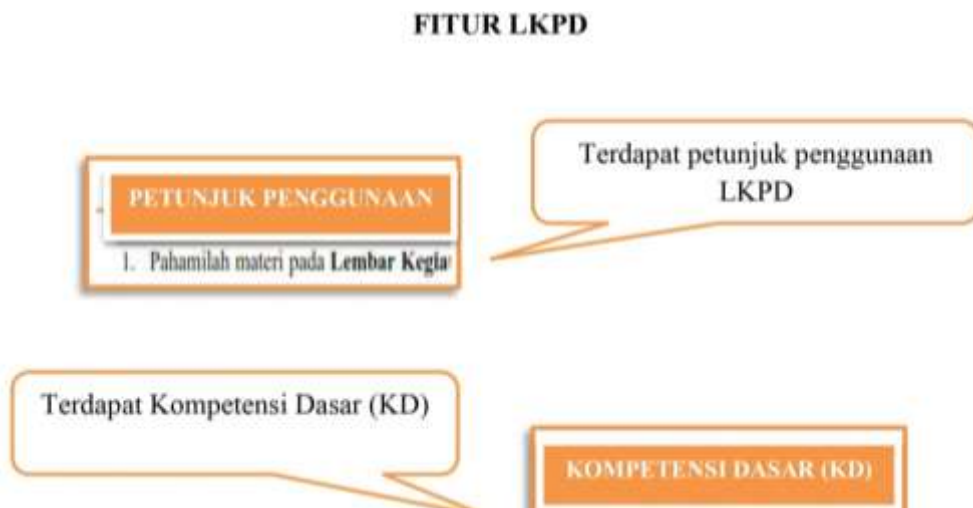 FITUR LKPD
Terdapat petunjuk penggunaan
LKPD
PETUNJUK PENGGUNAAN
1. Pahamilah materi pada Lembar Kegia
Terdapat Kompetensi Dasar (KD)
KOMPETENSI DASAR (KD)